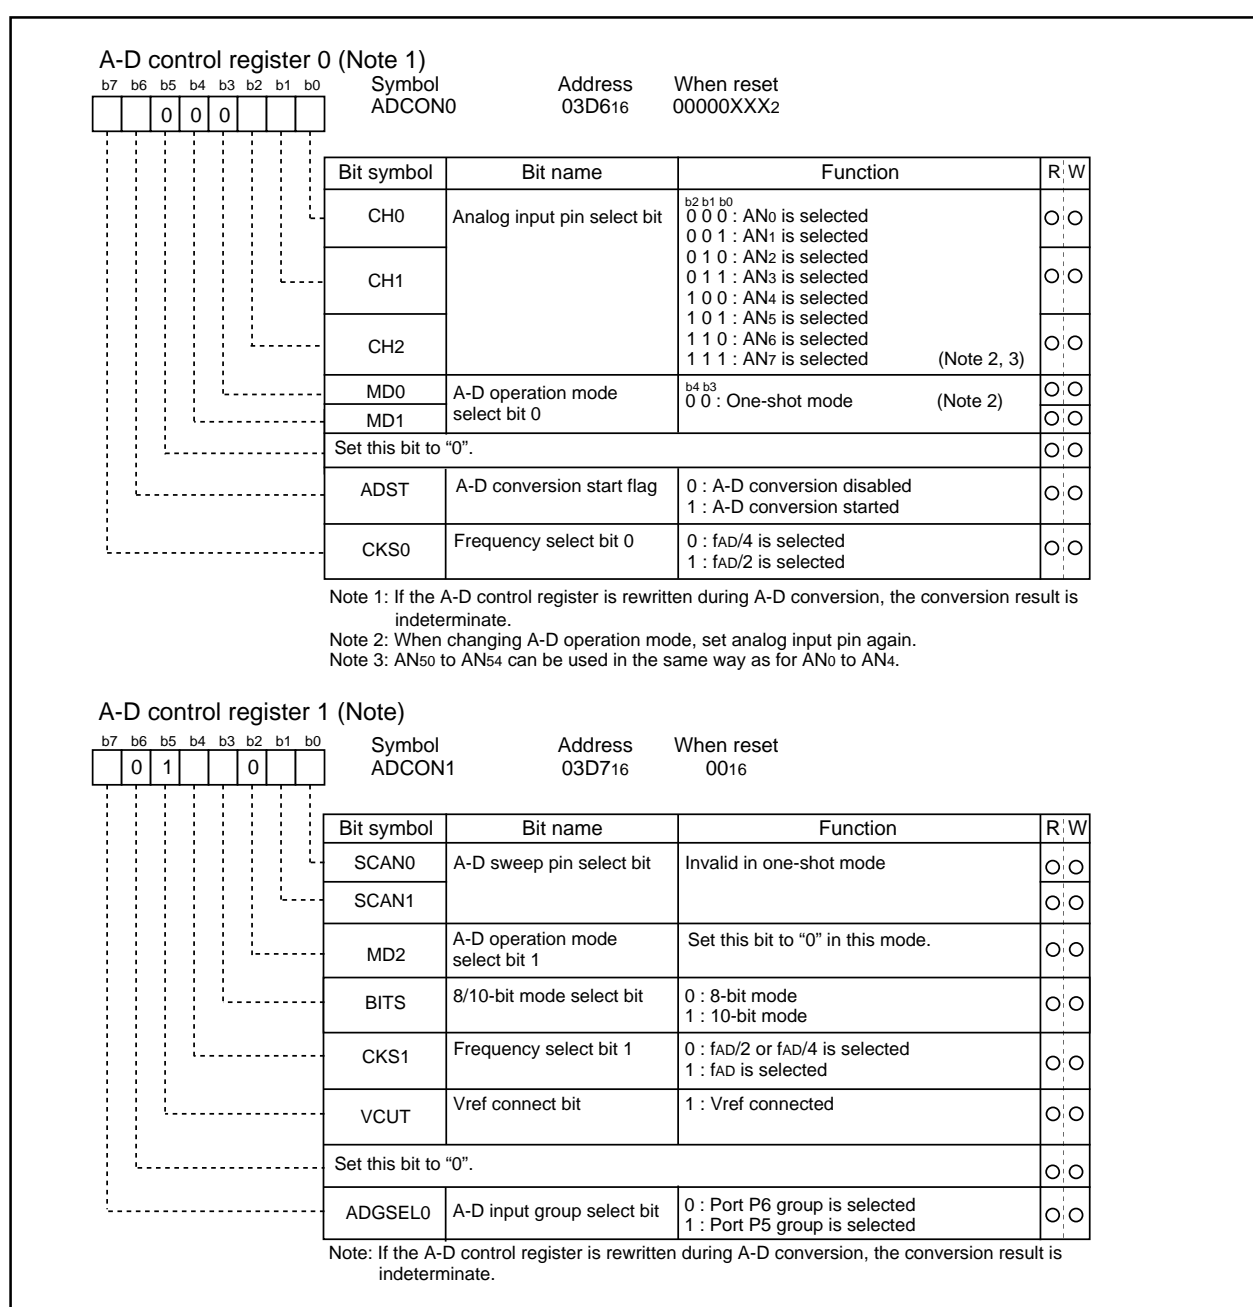 A-D control register 0 (Note 1)
b7 b6 b5 b4 b3 b2 b1 b0
Symbol Address When reset
0 0 0
ADCON0 03D616 00000XXX2
Bit symbol Bit name Function R W
CH0 Analog input pin select bit
b2 b1 b0
0 0 0 : AN0 is selected
0 0 1 : AN1 is selected
0 1 0 : AN2 is selected
CH1
0 1 1 : AN3 is selected
1 0 0 : AN4 is selected
1 0 1 : AN5 is selected
CH2
1 1 0 : AN6 is selected
1 1 1 : AN7 is selected (Note 2, 3)
MD0 A-D operation mode
select bit 0
b4 b3
0 0 : One-shot mode (Note 2)
MD1
Set this bit to “0”.
ADST A-D conversion start flag 0 : A-D conversion disabled
1 : A-D conversion started
CKS0 Frequency select bit 0 0 : fAD/4 is selected
1 : fAD/2 is selected
Note 1: If the A-D control register is rewritten during A-D conversion, the conversion result is
indeterminate.
Note 2: When changing A-D operation mode, set analog input pin again.
Note 3: AN50 to AN54 can be used in the same way as for AN0 to AN4.
A-D control register 1 (Note)
b7 b6 b5 b4 b3 b2 b1 b0
Symbol Address When reset
0 1 0
ADCON1 03D716 0016
Bit symbol Bit name Function R W
SCAN0 A-D sweep pin select bit Invalid in one-shot mode
SCAN1
MD2 A-D operation mode
select bit 1
Set this bit to “0” in this mode.
BITS 8/10-bit mode select bit 0 : 8-bit mode
1 : 10-bit mode
CKS1 Frequency select bit 1 0 : fAD/2 or fAD/4 is selected
1 : fAD is selected
VCUT Vref connect bit 1 : Vref connected
Set this bit to “0”.
ADGSEL0 A-D input group select bit 0 : Port P6 group is selected
1 : Port P5 group is selected
Note: If the A-D control register is rewritten during A-D conversion, the conversion result is
indeterminate.